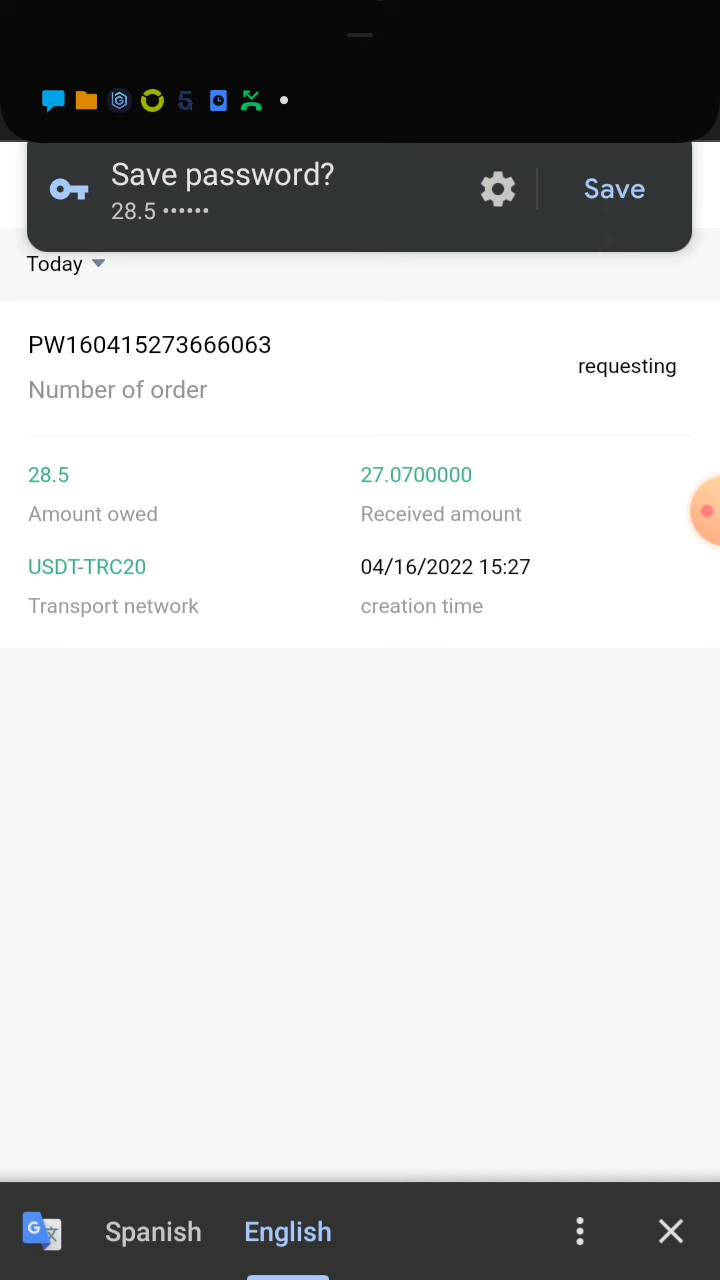 Save password?
28.5 ••••••
Save
Today
PW160415273666063
Number of order
requesting
28.5
27.0700000
Amount owed
Received amount
USDT-TRC20
04/16/2022 15:27
Transport network
creation time
Spanish
English